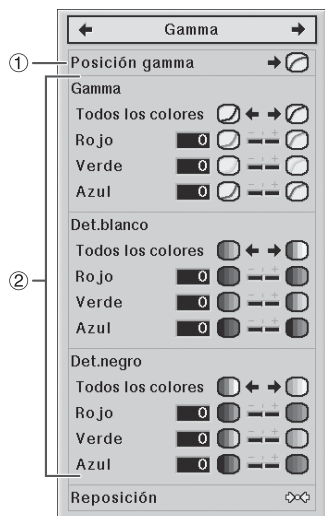 Gamma
① Posición gamma
②
Gamma
Todos los colores
Rojo 0 - +
Verde 0 - +
Azul 0 - +
Det.blanco
Todos los colores
Rojo 0 - +
Verde 0 - +
Azul 0 - +
Det.negro
Todos los colores
Rojo 0 - +
Verde 0 - +
Azul 0 - +
Reposición